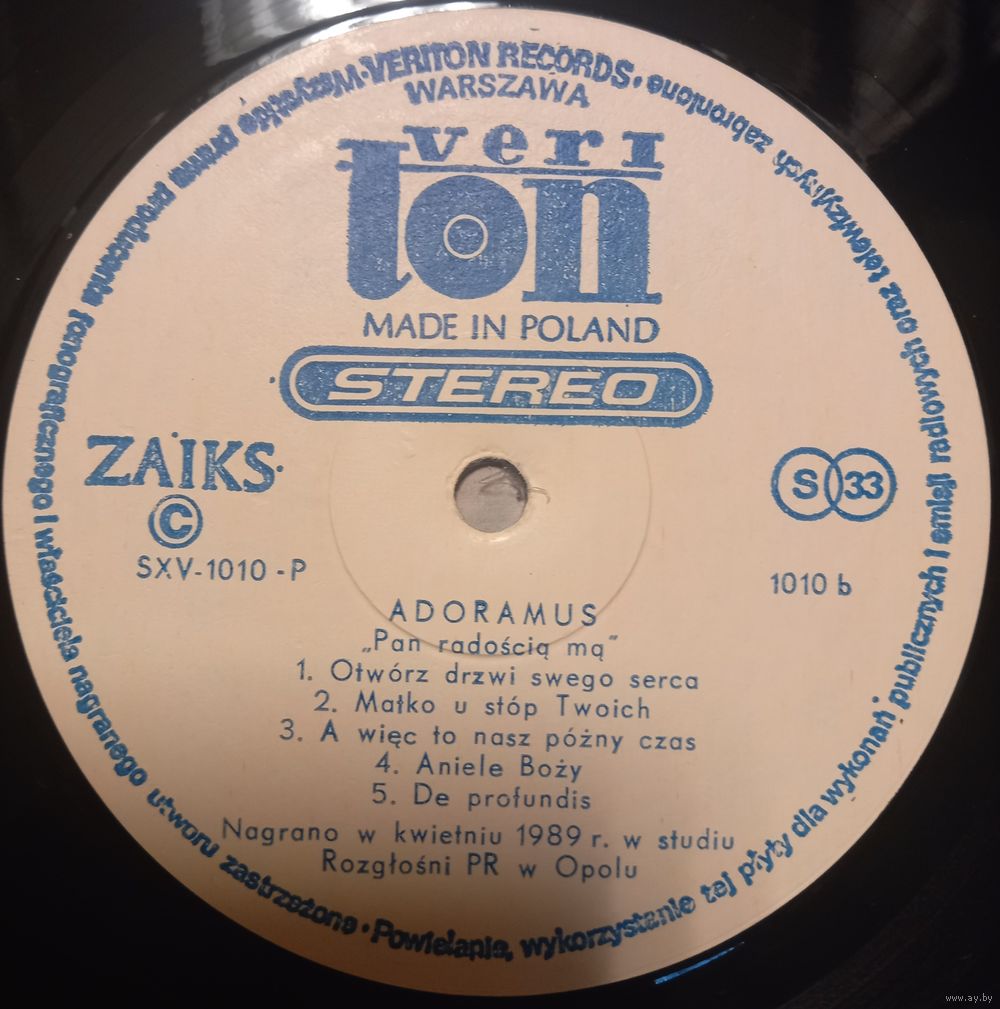 VERITON RECORDS • Wszystkie prawa producenta fonograficznego i właściciela nagranego utworu zastrzeżone • Powielanie, wykorzystanie tej płyty dla wykonań publicznych i emisji radiowych oraz telewizyjnych zabronione •
WARSZAWA
veri
ton
MADE IN POLAND
STEREO
ZAIKS
©
S 33
SXV-1010-P
1010 b
ADORAMUS
„Pan radością mą”
1. Otwórz drzwi swego serca
2. Matko u stóp Twoich
3. A więc to nasz późny czas
4. Aniele Boży
5. De profundis
Nagrano w kwietniu 1989 r. w studiu
Rozgłośni PR w Opolu
www.ay.by